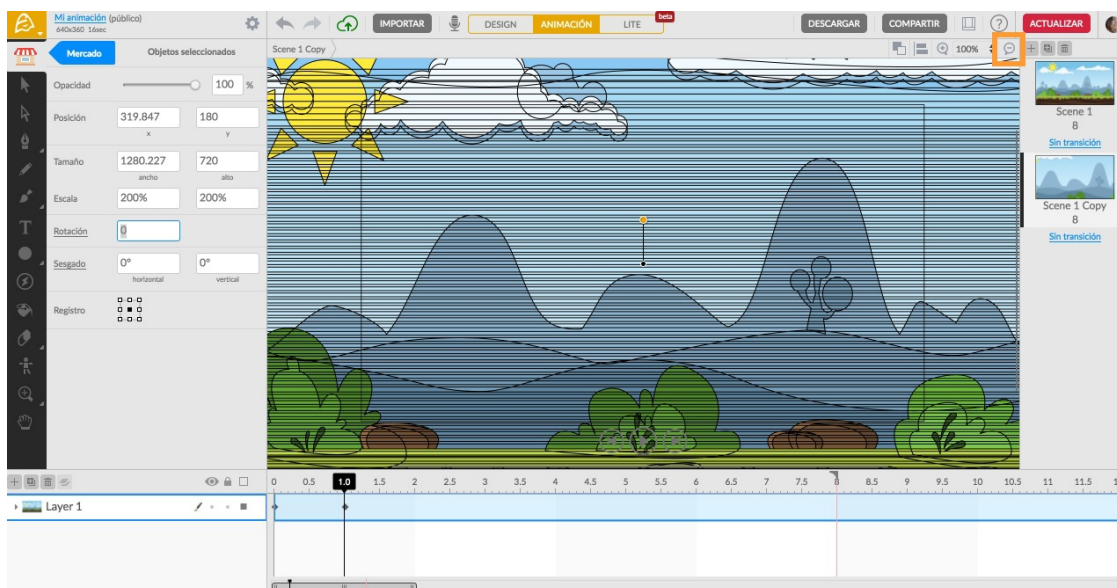 Mi animación (público)
640x360 16sec
IMPORTAR
DESIGN
ANIMACIÓN
LITE
beta
DESCARGAR
COMPARTIR
?
ACTUALIZAR
Mercado
Objetos seleccionados
Scene 1 Copy
100%
Opacidad
100 %
Posición
319.847
180
x
y
Tamaño
1280.227
720
ancho
alto
Escala
200%
200%
Rotación
0
Sesgado
0°
0°
horizontal
vertical
Registro
T
Scene 1
8
Sin transición
Scene 1 Copy
8
Sin transición
0 0.5 1.0 1.5 2 2.5 3 3.5 4 4.5 5 5.5 6 6.5 7 7.5 8 8.5 9 9.5 10 10.5 11 11.5
Layer 1